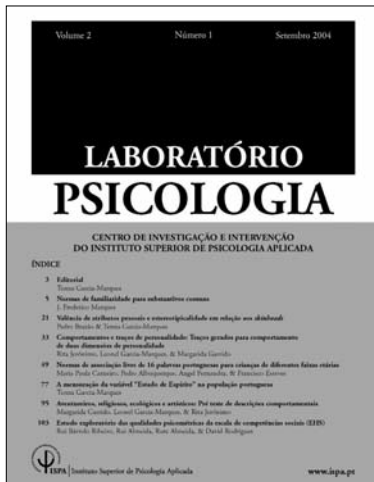 Volume 2 Número 1 Setembro 2004
LABORATÓRIO
PSICOLOGIA
CENTRO DE INVESTIGAÇÃO E INTERVENÇÃO
DO INSTITUTO SUPERIOR DE PSICOLOGIA APLICADA
ÍNDICE
3 Editorial
Teresa Garcia-Marques
5 Normas de familiaridade para substantivos comuns
J. Frederico Marques
21 Valência de atributos pessoais e estereotipicalidade em relação aos skinheads
Pedro & Teresa Garcia-Marques
33 Comportamentos e traços de personalidade: Traços gerados para comportamentos
de duas dimensões de personalidade
Rita Jerónimo, Leonel Garcia-Marques, & Margarida Garrido
49 Normas de associação livre de 16 palavras portuguesas para crianças de diferentes faixas etárias
Maria Paula Carneiro, Pedro Albuquerque, Angel Fernandez, & Francisco Esteves
77 A mensuração da variável "Estado de Espírito" na população portuguesa
Teresa Garcia-Marques
95 Aventureiros, religiosos, ecológicos e artísticos: Pré teste de descrições comportamentais
Margarida Garrido, Leonel Garcia-Marques, & Rita Jerónimo
103 Estudo exploratório das qualidades psicométricas da escala de competências sociais (EHS)
Rui Bártolo Ribeiro, Rui Almeida, Rute Almeida, & David Rodrigues
ISPA | Instituto Superior de Psicologia Aplicada www.ispa.pt